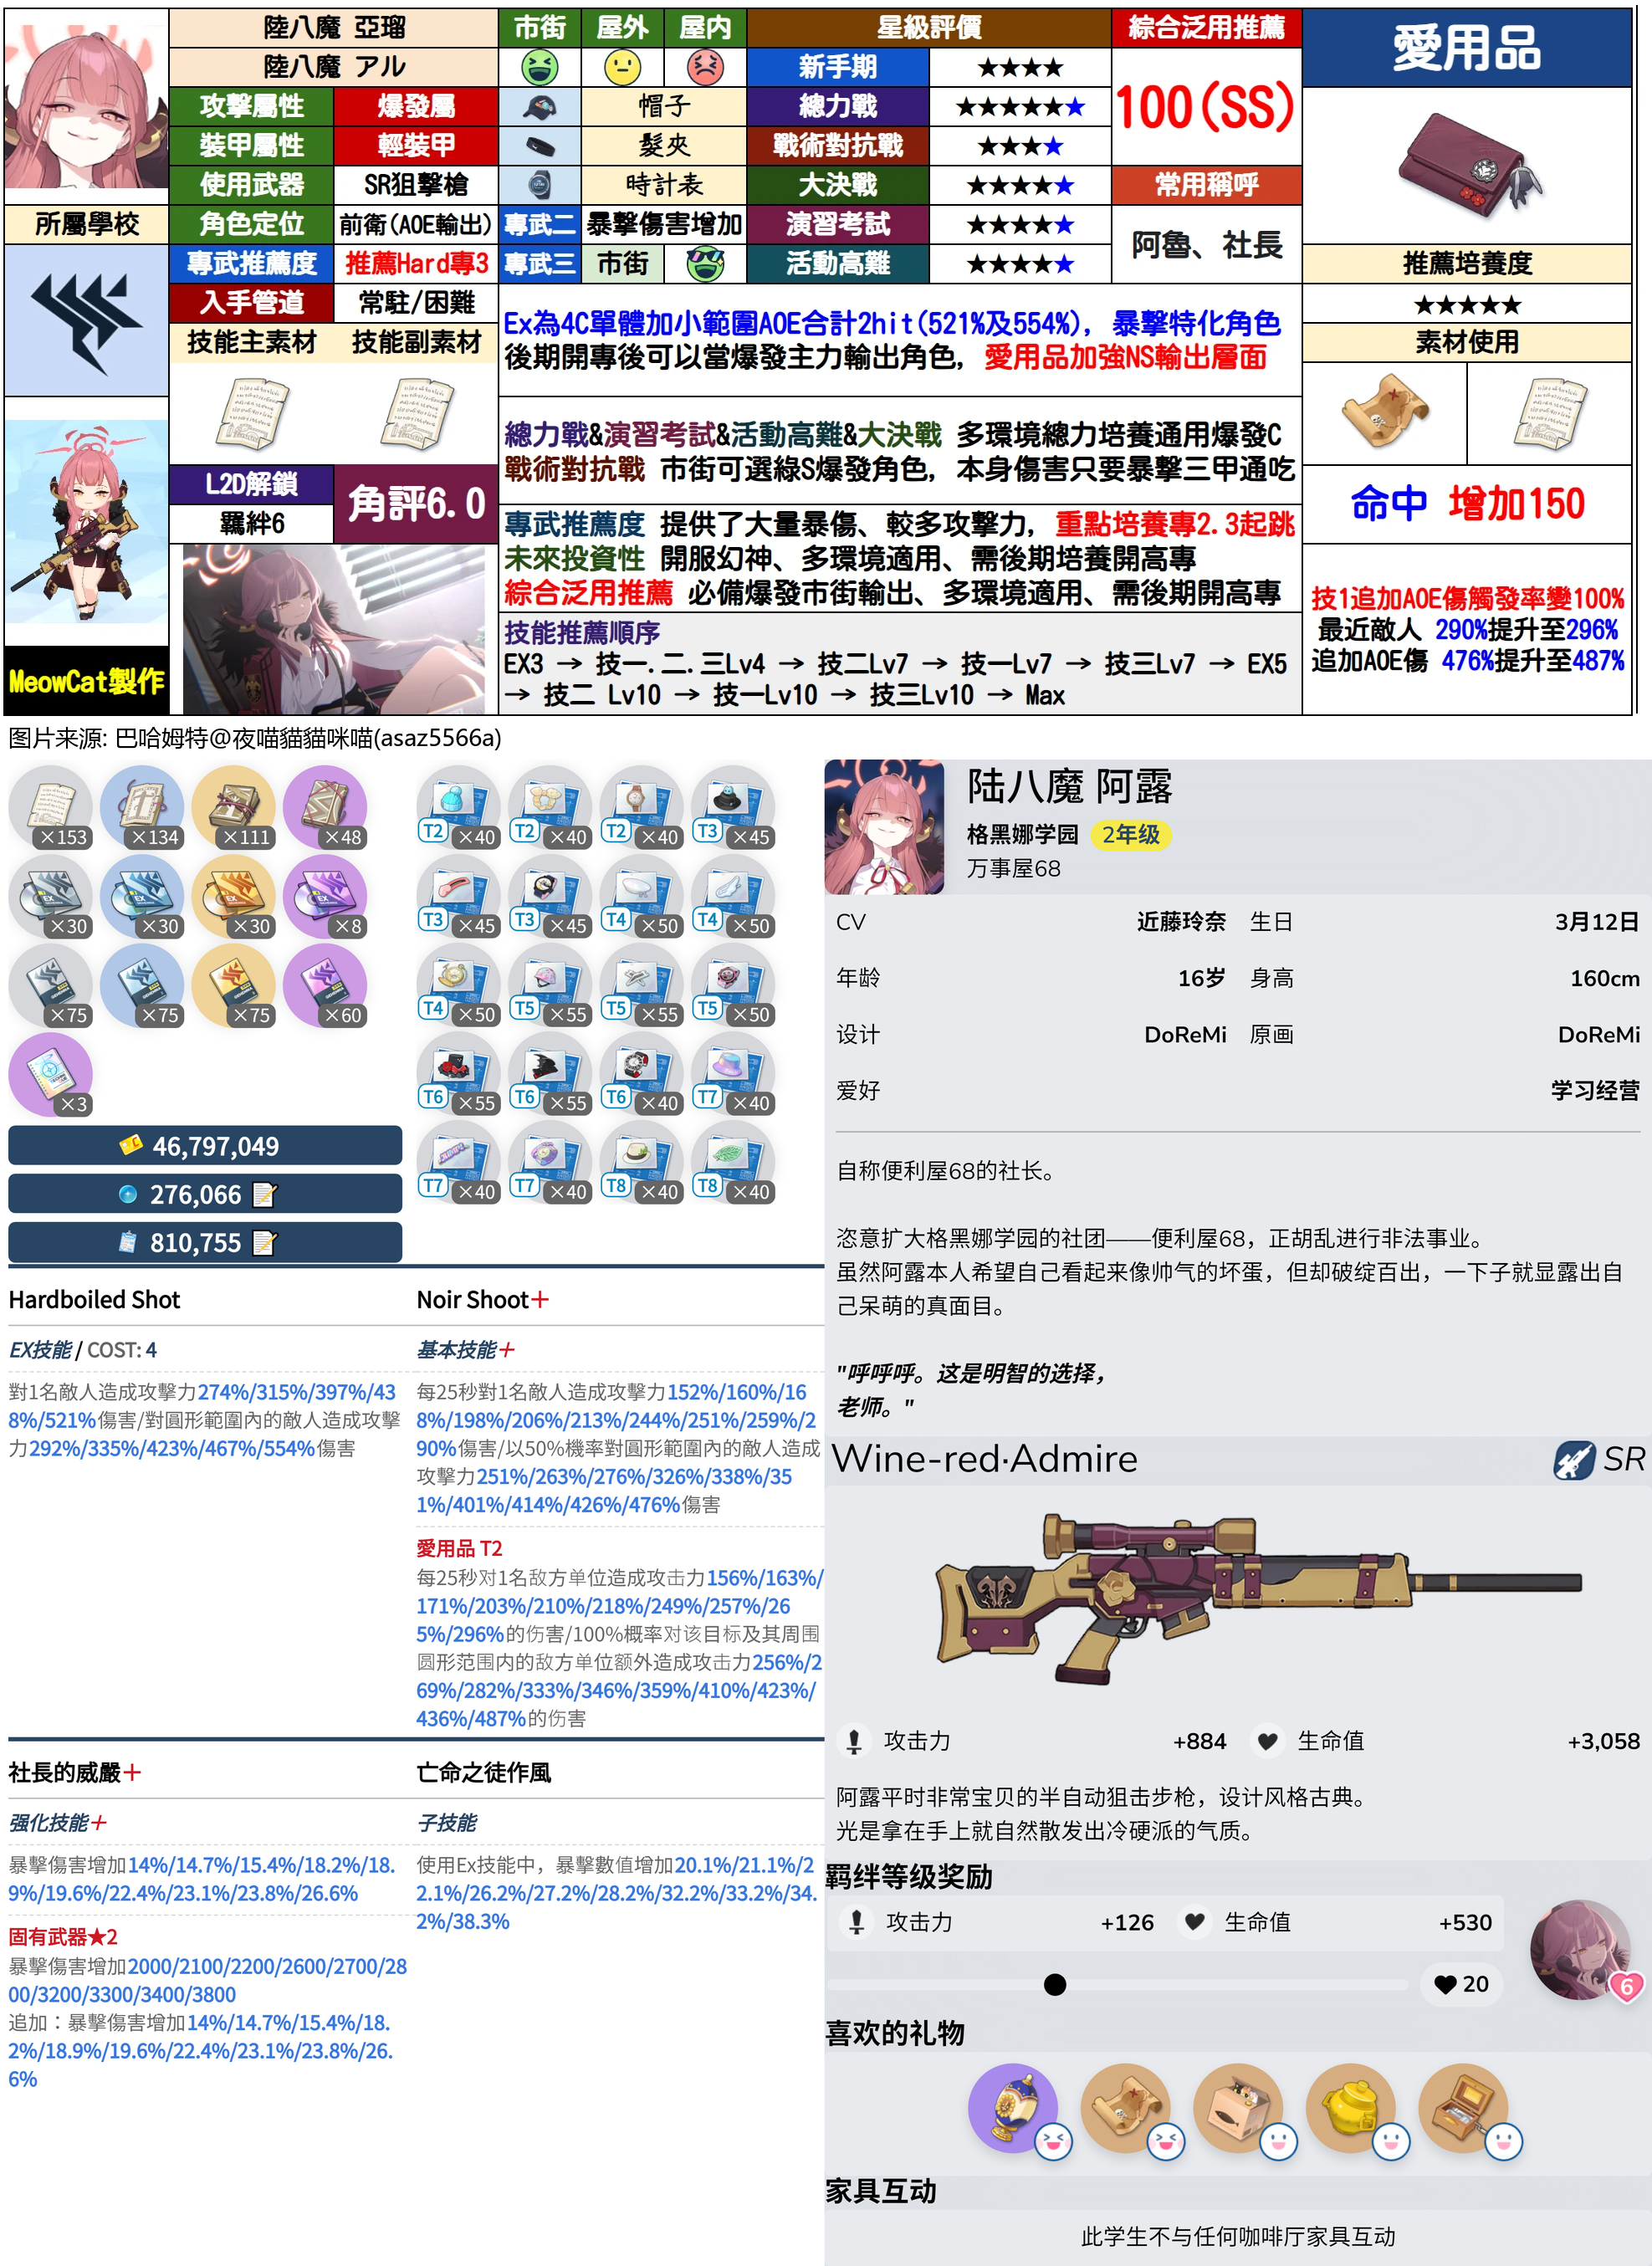 陸八魔 亞瑠
市街 屋外 屋內
星級評價
綜合泛用推薦
愛用品
陸八魔 アル
新手期 ★★★★
100(SS)
攻擊屬性 爆發屬
帽子
總力戰 ★★★★★★
裝甲屬性 輕裝甲
髮夾
戰術對抗戰 ★★★★
使用武器 SR狙擊槍
時計表
大決戰 ★★★★★
常用稱呼
所屬學校
角色定位 前衛(AOE輸出)
專武二 暴擊傷害增加
演習考試 ★★★★★
阿魯、社長
專武推薦度 推薦Hard專3
專武三 市街
活動高難 ★★★★★
推薦培養度
入手管道 常駐/困難
★★★★★
技能主素材 技能副素材
素材使用
Ex為4C單體加小範圍AOE合計2hit(521%及554%), 暴擊特化角色
後期開專後可以當爆發主力輸出角色, 愛用品加強NS輸出層面
總力戰&演習考試&活動高難&大決戰 多環境總力培養通用爆發C
戰術對抗戰 市街可選綠S爆發角色, 本身傷害只要暴擊三甲通吃
L2D解鎖
羈絆6
角評6.0
命中 增加150
專武推薦度 提供了大量暴傷、較多攻擊力, 重點培養專2.3起跳
未來投資性 開服幻神、多環境適用、需後期培養開高專
綜合泛用推薦 必備爆發市街輸出、多環境適用、需後期開高專
技1追加AOE傷觸發率變100%
最近敵人 290%提升至296%
追加AOE傷 476%提升至487%
技能推薦順序
EX3 → 技一.二.三Lv4 → 技二Lv7 → 技一Lv7 → 技三Lv7 → EX5
→ 技二 Lv10 → 技一Lv10 → 技三Lv10 → Max
MeowCat製作
图片来源: 巴哈姆特@夜喵貓貓咪喵(asaz5566a)
×153 ×134 ×111 ×48
×30 ×30 ×30 ×8
×75 ×75 ×75 ×60
×3
46,797,049
276,066
810,755
T2 ×40 T2 ×40 T2 ×40 T3 ×45
T3 ×45 T3 ×45 T4 ×50 T4 ×50
T4 ×50 T5 ×55 T5 ×55 T5 ×50
T6 ×55 T6 ×55 T6 ×40 T7 ×40
T7 ×40 T7 ×40 T8 ×40 T8 ×40
Hardboiled Shot
EX技能 / COST: 4
對1名敵人造成攻擊力274%/315%/397%/43
8%/521%傷害/對圓形範圍內的敵人造成攻擊
力292%/335%/423%/467%/554%傷害
Noir Shoot+
基本技能+
每25秒對1名敵人造成攻擊力152%/160%/16
8%/198%/206%/213%/244%/251%/259%/2
90%傷害/以50%機率對圓形範圍內的敵人造成
攻擊力251%/263%/276%/326%/338%/35
1%/401%/414%/426%/476%傷害
愛用品 T2
每25秒对1名敌方单位造成攻击力156%/163%/
171%/203%/210%/218%/249%/257%/26
5%/296%的伤害/100%概率对该目标及其周围
圆形范围内的敌方单位额外造成攻击力256%/2
69%/282%/333%/346%/359%/410%/423%/
436%/487%的伤害
社長的威嚴+
强化技能+
暴擊傷害增加14%/14.7%/15.4%/18.2%/18.
9%/19.6%/22.4%/23.1%/23.8%/26.6%
固有武器★2
暴擊傷害增加2000/2100/2200/2600/2700/28
00/3200/3300/3400/3800
追加：暴擊傷害增加14%/14.7%/15.4%/18.
2%/18.9%/19.6%/22.4%/23.1%/23.8%/26.
6%
亡命之徒作風
子技能
使用Ex技能中，暴擊數值增加20.1%/21.1%/2
2.1%/26.2%/27.2%/28.2%/32.2%/33.2%/34.
2%/38.3%
陆八魔 阿露
格黑娜学园 2年级
万事屋68
CV 近藤玲奈 生日 3月12日
年龄 16岁 身高 160cm
设计 DoReMi 原画 DoReMi
爱好 学习经营
自称便利屋68的社长。
恣意扩大格黑娜学园的社团——便利屋68，正胡乱进行非法事业。
虽然阿露本人希望自己看起来像帅气的坏蛋，但却破绽百出，一下子就显露出自
己呆萌的真面目。
"呼呼呼。这是明智的选择，
老师。"
Wine-red·Admire SR
攻击力 +884 生命值 +3,058
阿露平时非常宝贝的半自动狙击步枪，设计风格古典。
光是拿在手上就自然散发出冷硬派的气质。
羁绊等级奖励
攻击力 +126 生命值 +530
20
6
喜欢的礼物
家具互动
此学生不与任何咖啡厅家具互动